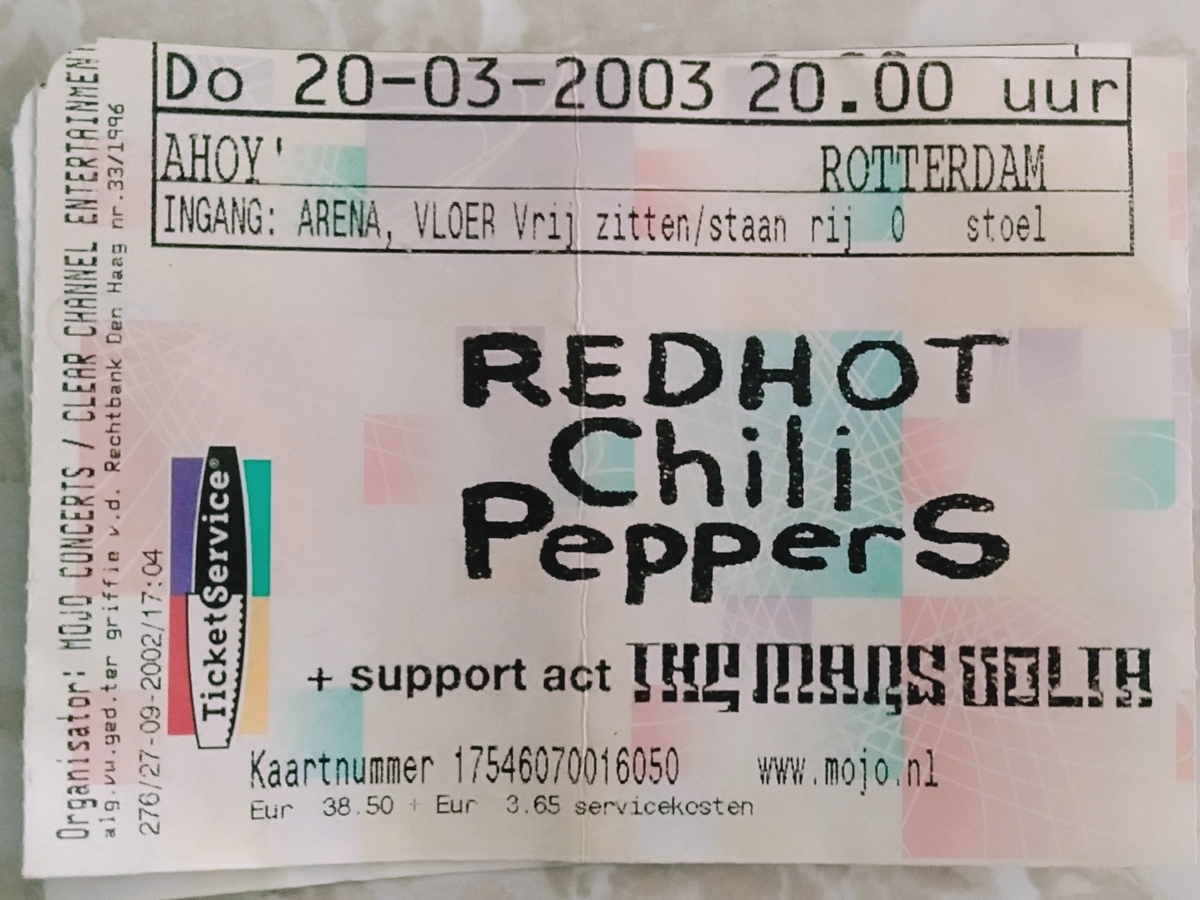 Do 20-03-2003 20.00 uur
AHOY' ROTTERDAM
INGANG: ARENA, VLOER Vrij zitten/staan rij 0 stoel
REDHOT
Chili
PepperS
+ support act THE MARS VOLTA
Kaartnummer 17546070016050 www.mojo.nl
Eur 38.50 + Eur 3.65 servicekosten
Organisator: MOJO CONCERTS / CLEAR CHANNEL ENTERTAINMENT
alg.vw.ged.ter griffie v.d. Rechtbank Den Haag nr.33/1996
276/27-09-2002/17:04
TicketService®